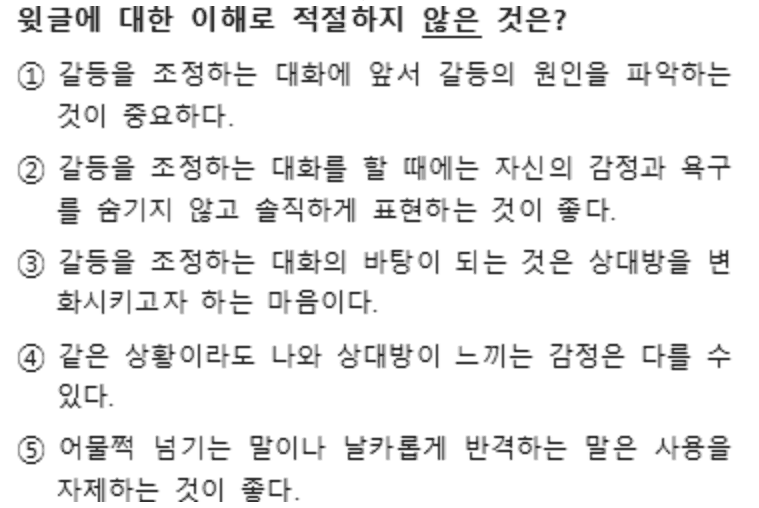 윗글에 대한 이해로 적절하지 않은 것은?
① 갈등을 조정하는 대화에 앞서 갈등의 원인을 파악하는
것이 중요하다.
② 갈등을 조정하는 대화를 할 때에는 자신의 감정과 욕구
를 숨기지 않고 솔직하게 표현하는 것이 좋다.
③ 갈등을 조정하는 대화의 바탕이 되는 것은 상대방을 변
화시키고자 하는 마음이다.
④ 같은 상황이라도 나와 상대방이 느끼는 감정은 다를 수
있다.
⑤ 어물쩍 넘기는 말이나 날카롭게 반격하는 말은 사용을
자제하는 것이 좋다.